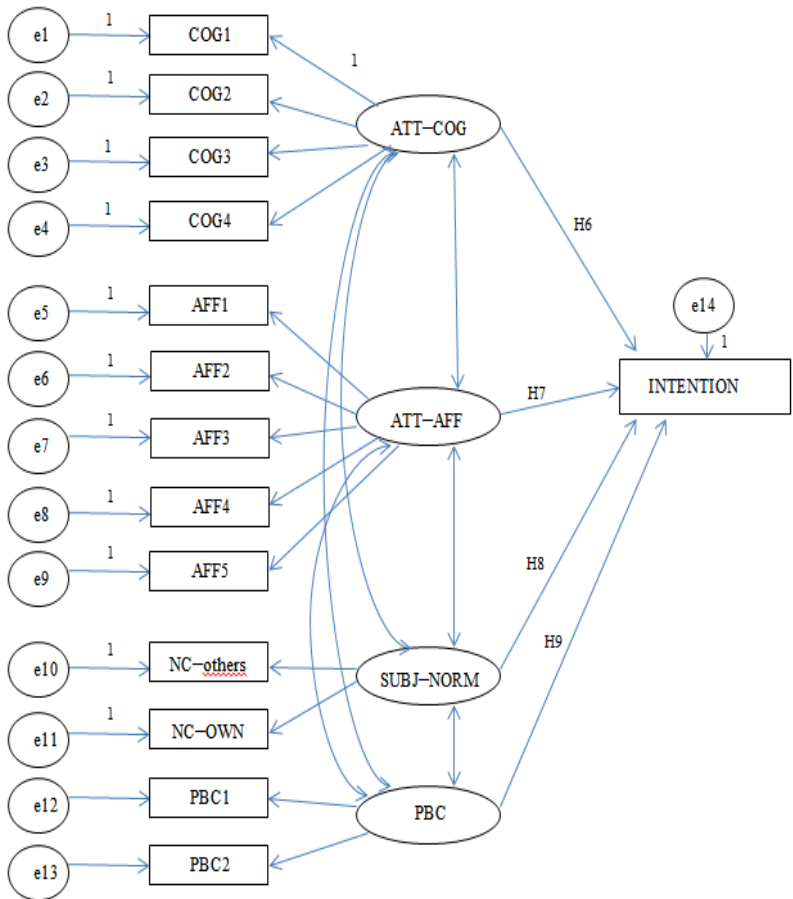 e1
1
COG1
1
e2
1
COG2
ATT–COG
e3
1
COG3
e4
1
COG4
H6
e5
1
AFF1
e14
1
e6
1
AFF2
INTENTION
H7
ATT–AFF
e7
1
AFF3
e8
1
AFF4
e9
1
AFF5
H8
H9
e10
1
NC–others
SUBJ–NORM
e11
1
NC–OWN
e12
PBC1
PBC
e13
PBC2